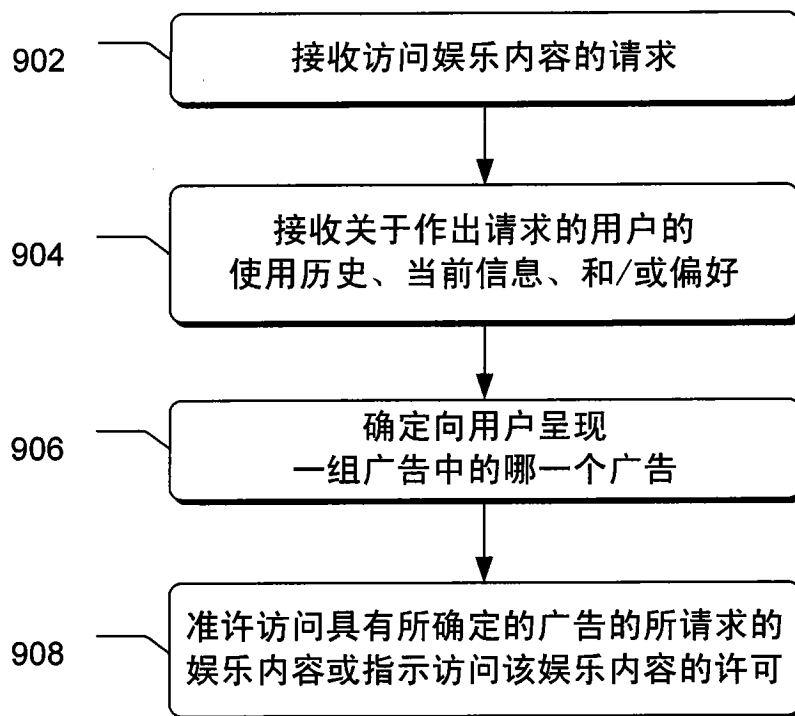 902
接收访问娱乐内容的请求
904
接收关于作出请求的用户的
使用历史、当前信息、和/或偏好
906
确定向用户呈现
一组广告中的哪一个广告
908
准许访问具有所确定的广告的所请求的
娱乐内容或指示访问该娱乐内容的许可